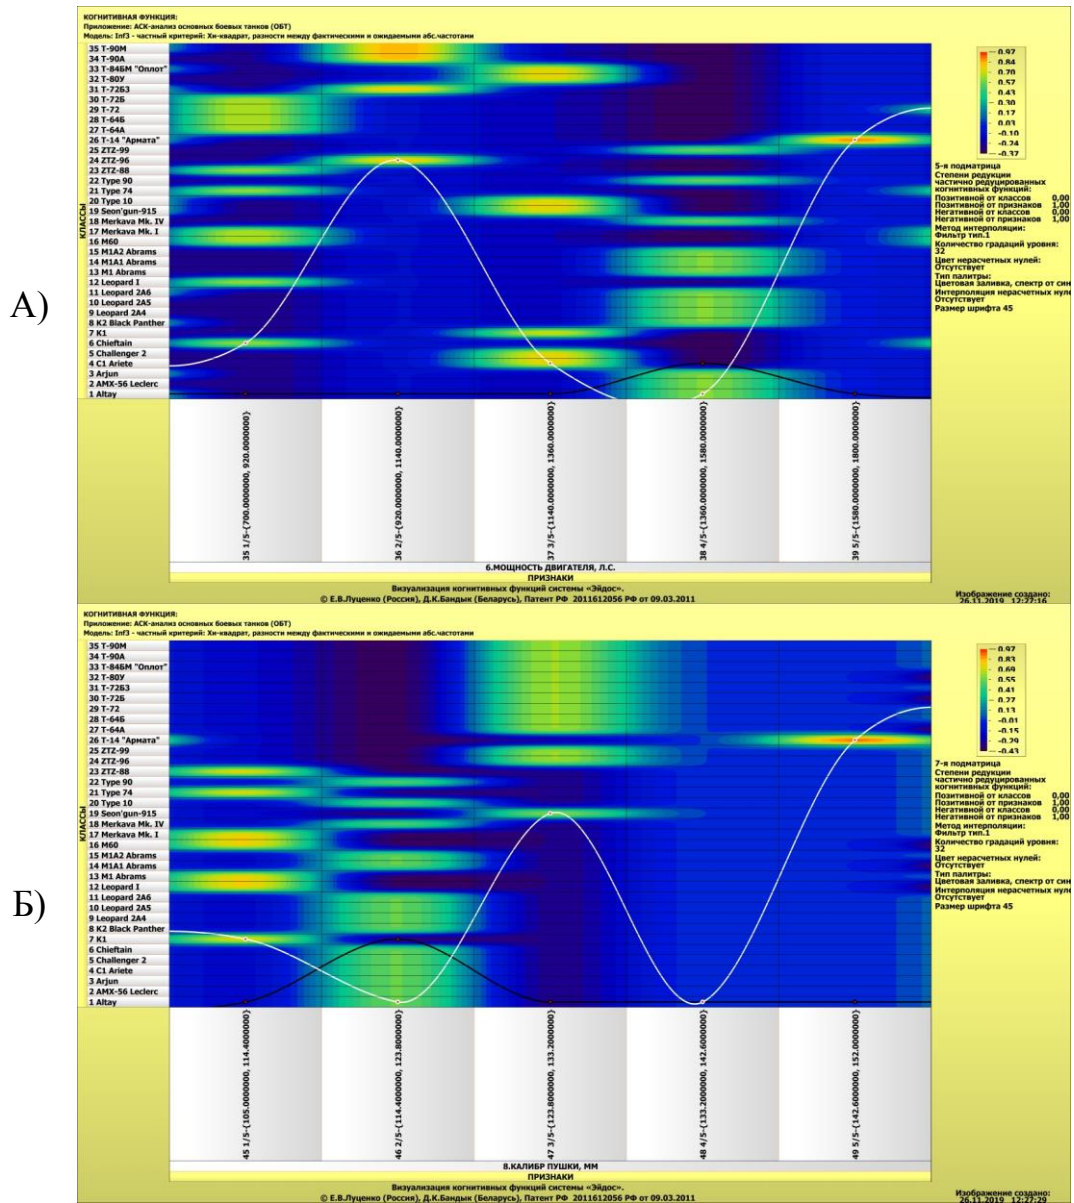 А)
КОГНИТИВНАЯ ФУНКЦИЯ:
Приложение: АСК-анализ основных боевых танков (ОБТ)
Модель: Inf3 - частный критерий: Хи-квадрат, разности между фактическими и ожидаемыми абс.частотами
КЛАССЫ
35 Т-90М
34 Т-90А
33 Т-84БМ "Оплот"
32 Т-80У
31 Т-72Б3
30 Т-72Б
29 Т-72
28 Т-64Б
27 Т-64А
26 Т-14 "Армата"
25 ZTZ-99
24 ZTZ-96
23 ZTZ-88
22 Type 90
21 Type 74
20 Type 10
19 Seon'gun-915
18 Merkava Mk. IV
17 Merkava Mk. I
16 M60
15 M1A2 Abrams
14 M1A1 Abrams
13 M1 Abrams
12 Leopard I
11 Leopard 2A6
10 Leopard 2A5
9 Leopard 2A4
8 K2 Black Panther
7 K1
6 Chieftain
5 Challenger 2
4 C1 Ariete
3 Arjun
2 AMX-56 Leclerc
1 Altay
0.97
0.84
0.70
0.57
0.43
0.30
0.17
0.03
-0.10
-0.24
-0.37
5-я подматрица
Степени редукции
частично редуцированных
когнитивных функций:
Позитивной от классов 0,00
Позитивной от признаков 1,00
Негативной от классов 0,00
Негативной от признаков 1,00
Метод интерполяции:
Фильтр тип.1
Количество градаций уровня:
32
Цвет нерасчетных нулей:
Отсутствует
Тип палитры:
Цветовая заливка, спектр от син
Интерполяция нерасчетных нуле
Отсутствует
Размер шрифта 45
35 1/5-{700.0000000, 920.0000000}
36 2/5-{920.0000000, 1140.0000000}
37 3/5-{1140.0000000, 1360.0000000}
38 4/5-{1360.0000000, 1580.0000000}
39 5/5-{1580.0000000, 1800.0000000}
6.МОЩНОСТЬ ДВИГАТЕЛЯ, Л.С.
ПРИЗНАКИ
Визуализация когнитивных функций системы «Эйдос».
© Е.В.Луценко (Россия), Д.К.Бандык (Беларусь), Патент РФ 2011612056 РФ от 09.03.2011
Изображение создано:
26.11.2019 12:27:16
Б)
КОГНИТИВНАЯ ФУНКЦИЯ:
Приложение: АСК-анализ основных боевых танков (ОБТ)
Модель: Inf3 - частный критерий: Хи-квадрат, разности между фактическими и ожидаемыми абс.частотами
КЛАССЫ
35 Т-90М
34 Т-90А
33 Т-84БМ "Оплот"
32 Т-80У
31 Т-72Б3
30 Т-72Б
29 Т-72
28 Т-64Б
27 Т-64А
26 Т-14 "Армата"
25 ZTZ-99
24 ZTZ-96
23 ZTZ-88
22 Type 90
21 Type 74
20 Type 10
19 Seon'gun-915
18 Merkava Mk. IV
17 Merkava Mk. I
16 M60
15 M1A2 Abrams
14 M1A1 Abrams
13 M1 Abrams
12 Leopard I
11 Leopard 2A6
10 Leopard 2A5
9 Leopard 2A4
8 K2 Black Panther
7 K1
6 Chieftain
5 Challenger 2
4 C1 Ariete
3 Arjun
2 AMX-56 Leclerc
1 Altay
0.97
0.83
0.69
0.55
0.41
0.27
0.13
-0.01
-0.15
-0.29
-0.43
7-я подматрица
Степени редукции
частично редуцированных
когнитивных функций:
Позитивной от классов 0,00
Позитивной от признаков 1,00
Негативной от классов 0,00
Негативной от признаков 1,00
Метод интерполяции:
Фильтр тип.1
Количество градаций уровня:
32
Цвет нерасчетных нулей:
Отсутствует
Тип палитры:
Цветовая заливка, спектр от син
Интерполяция нерасчетных нуле
Отсутствует
Размер шрифта 45
45 1/5-{105.0000000, 114.4000000}
46 2/5-{114.4000000, 123.8000000}
47 3/5-{123.8000000, 133.2000000}
48 4/5-{133.2000000, 142.6000000}
49 5/5-{142.6000000, 152.0000000}
8.КАЛИБР ПУШКИ, ММ
ПРИЗНАКИ
Визуализация когнитивных функций системы «Эйдос».
© Е.В.Луценко (Россия), Д.К.Бандык (Беларусь), Патент РФ 2011612056 РФ от 09.03.2011
Изображение создано:
26.11.2019 12:27:29